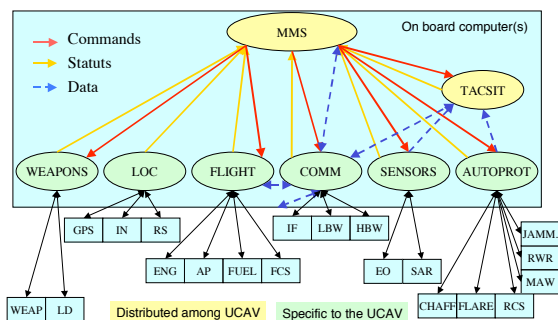 MMS
On board computer(s)
Commands
Statuts
Data
TACSIT
WEAPONS
LOC
FLIGHT
COMM
SENSORS
AUTOPROT
GPS IN RS
IF LBW HBW
JAMM.
RWR
MAW
ENG AP FUEL FCS
EO SAR
WEAP LD
CHAFF FLARE RCS
Distributed among UCAV
Specific to the UCAV